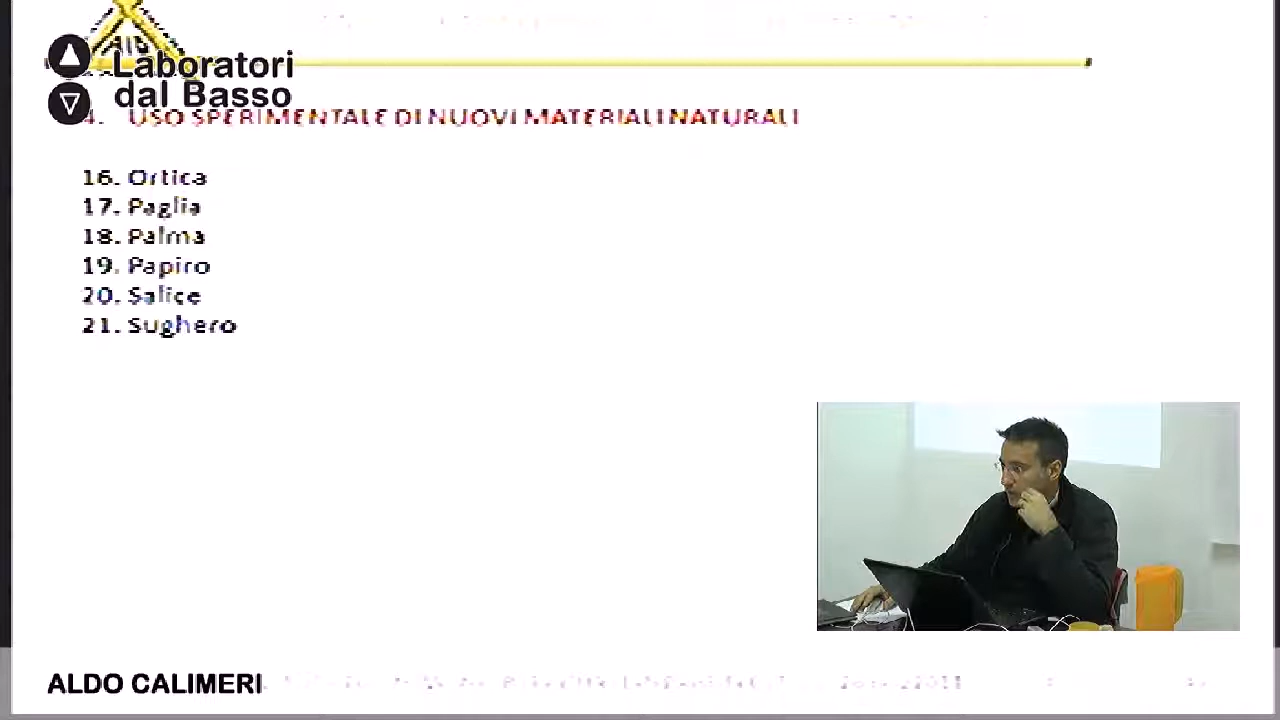 Laboratori
dal Basso
4. USO SPERIMENTALE DI NUOVI MATERIALI NATURALI
16. Ortica
17. Paglia
18. Palma
19. Papiro
20. Salice
21. Sughero
ALDO CALIMERI